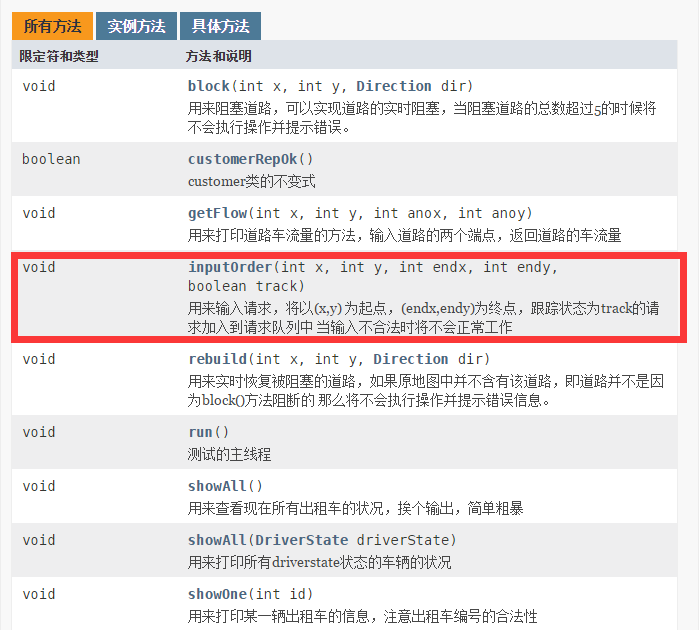 所有方法 实例方法 具体方法
限定符和类型 方法和说明
void block(int x, int y, Direction dir)
用来阻塞道路，可以实现道路的实时阻塞，当阻塞道路的总数超过5的时候将
不会执行操作并提示错误。
boolean customerRepOk()
customer类的不变式
void getFlow(int x, int y, int anox, int anoy)
用来打印道路车流量的方法，输入道路的两个端点，返回道路的车流量
void inputOrder(int x, int y, int endx, int endy,
boolean track)
用来输入请求，将以(x,y) 为起点，(endx,endy)为终点，跟踪状态为track的请
求加入到请求队列中 当输入不合法时将不会正常工作
void rebuild(int x, int y, Direction dir)
用来实时恢复被阻塞的道路，如果原地图中并不含有该道路，即道路并不是因
为block()方法阻断的 那么将不会执行操作并提示错误信息。
void run()
测试的主线程
void showAll()
用来查看现在所有出租车的状况，挨个输出，简单粗暴
void showAll(DriverState driverState)
用来打印所有driverstate状态的车辆的状况
void showOne(int id)
用来打印某一辆出租车的信息，注意出租车编号的合法性